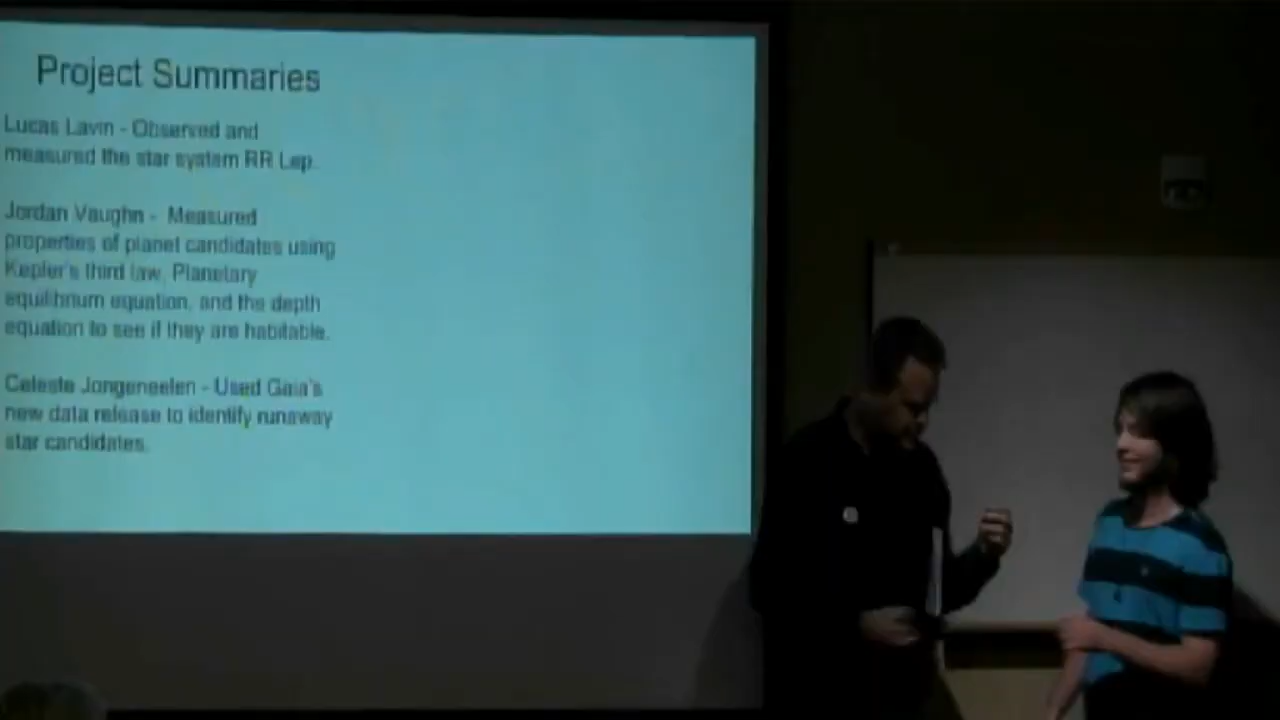 Project Summaries
Lucas Lavin - Observed and
measured the star system RR Lep.
Jordan Vaughn - Measured
properties of planet candidates using
Kepler's third law, Planetary
equilibrium equation, and the depth
equation to see if they are habitable.
Celeste Jongeneelen - Used Gaia's
new data release to identify runaway
star candidates.